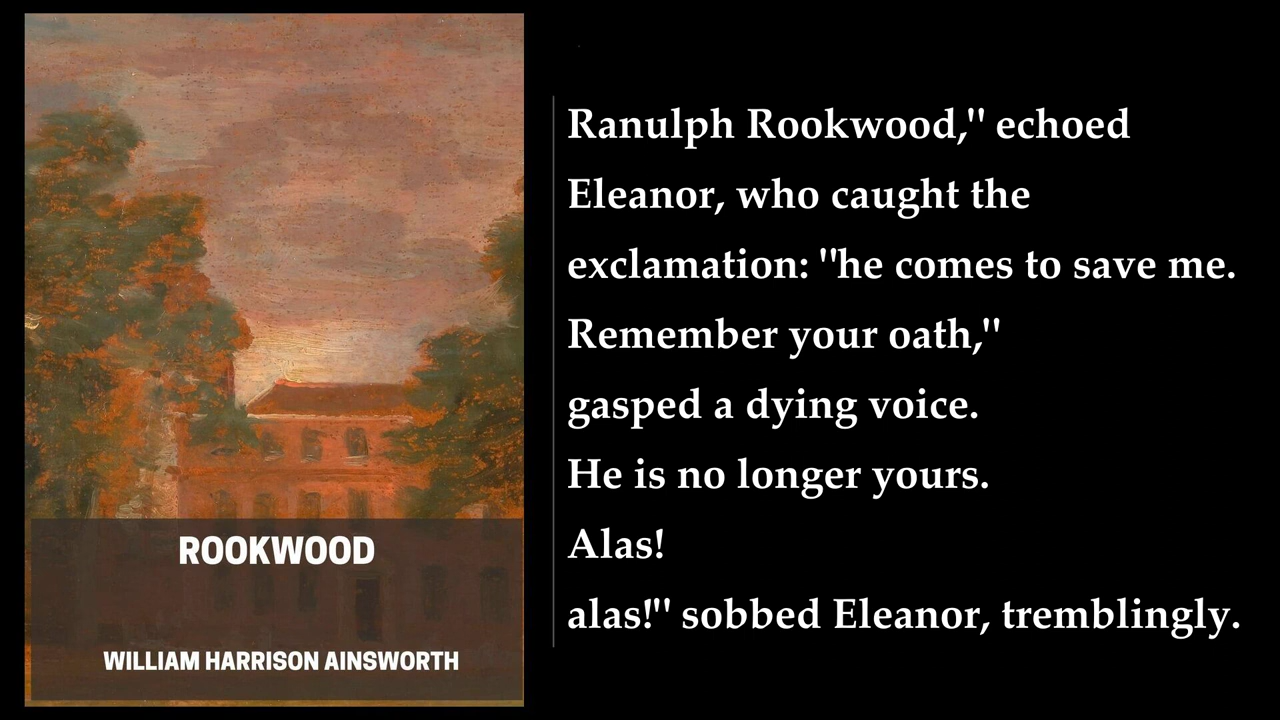 ROOKWOOD
WILLIAM HARRISON AINSWORTH
Ranulph Rookwood," echoed
Eleanor, who caught the
exclamation: "he comes to save me.
Remember your oath,"
gasped a dying voice.
He is no longer yours.
Alas!
alas!" sobbed Eleanor, tremblingly.